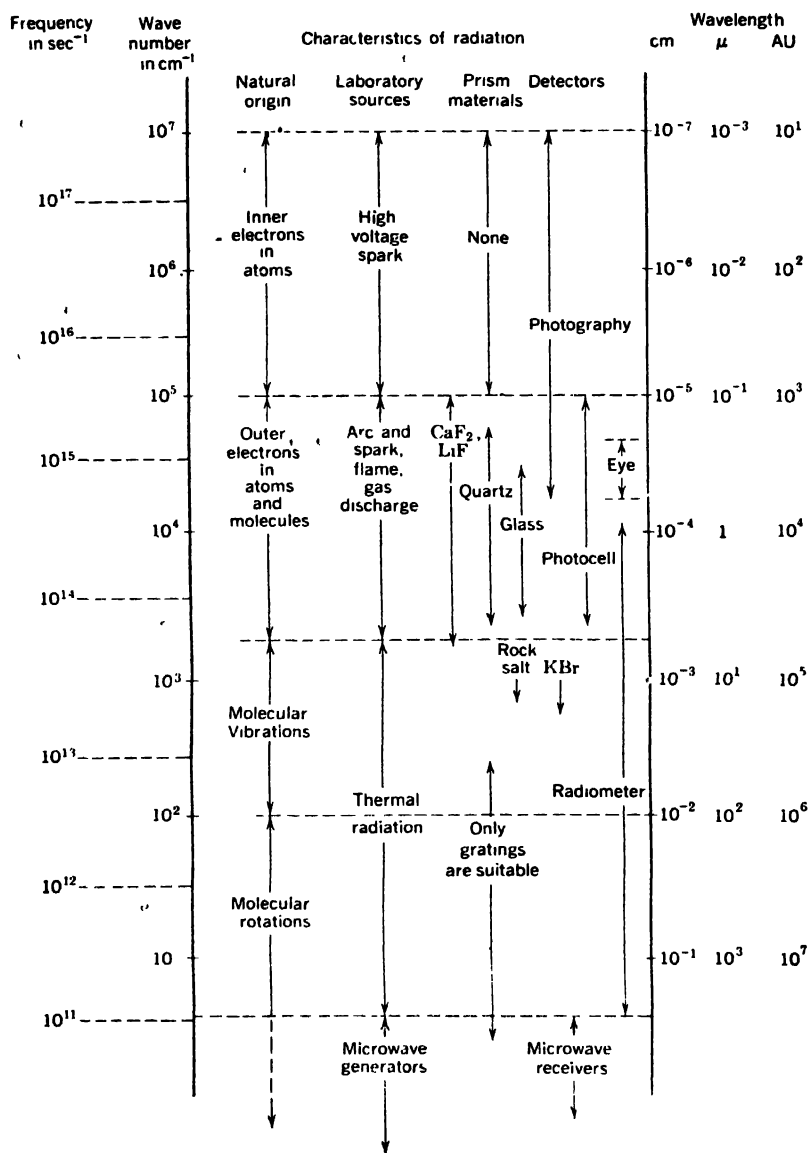 Frequency in sec⁻¹
Wave number in cm⁻¹
Characteristics of radiation
Wavelength
cm μ AU
Natural origin
Laboratory sources
Prism materials
Detectors
10⁷
10⁻⁷ 10⁻³ 10¹
10¹⁷
Inner electrons in atoms
High voltage spark
None
10⁶
10⁻⁶ 10⁻² 10²
Photography
10¹⁶
10⁵
10⁻⁵ 10⁻¹ 10³
Outer electrons in atoms and molecules
Arc and spark, flame, gas discharge
CaF₂, LiF
Eye
10¹⁵
Quartz
Glass
10⁴
10⁻⁴ 1 10⁴
Photocell
10¹⁴
Rock salt
KBr
10³
10⁻³ 10¹ 10⁵
Molecular Vibrations
10¹³
Thermal radiation
Radiometer
10²
10⁻² 10² 10⁶
Only gratings are suitable
10¹²
Molecular rotations
10
10⁻¹ 10³ 10⁷
10¹¹
Microwave generators
Microwave receivers